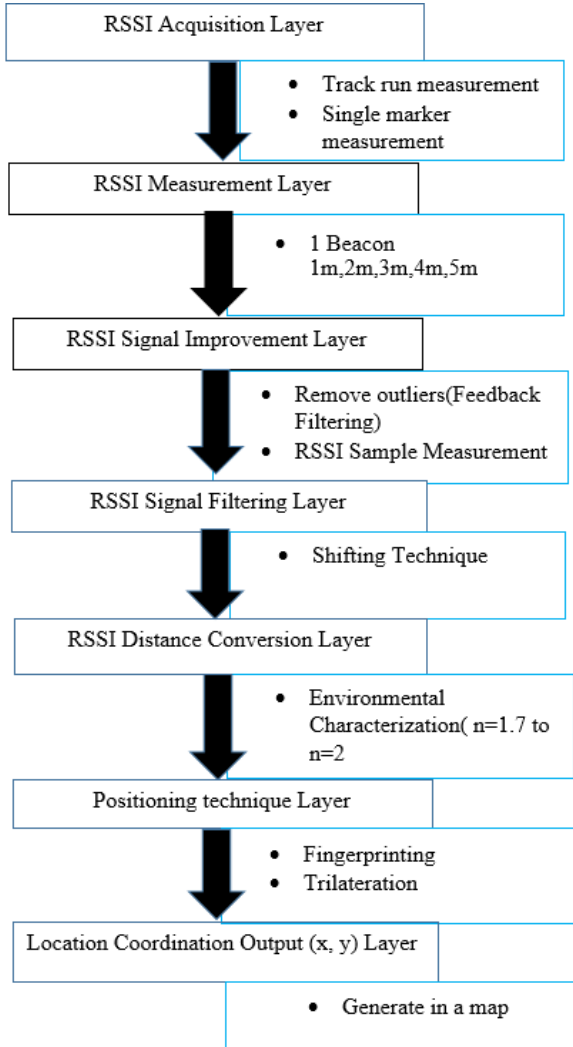 RSSI Acquisition Layer
• Track run measurement
• Single marker
measurement
RSSI Measurement Layer
• 1 Beacon
1m,2m,3m,4m,5m
RSSI Signal Improvement Layer
• Remove outliers(Feedback
Filtering)
• RSSI Sample Measurement
RSSI Signal Filtering Layer
• Shifting Technique
RSSI Distance Conversion Layer
• Environmental
Characterization( n=1.7 to
n=2
Positioning technique Layer
• Fingerprinting
• Trilateration
Location Coordination Output (x, y) Layer
• Generate in a map